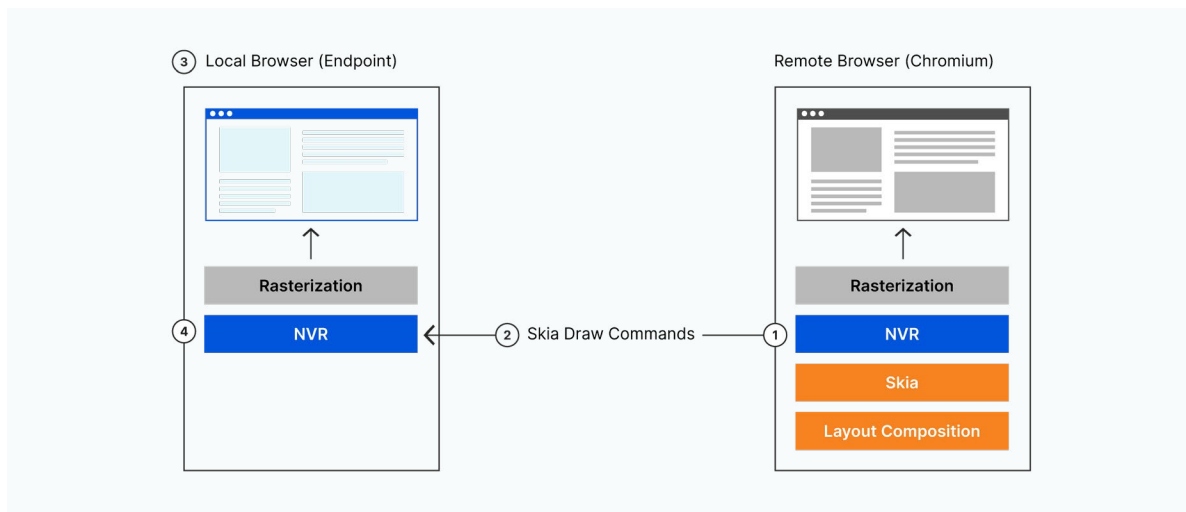 3 Local Browser (Endpoint)
Remote Browser (Chromium)
Rasterization
Rasterization
4 NVR
2 Skia Draw Commands
1 NVR
Skia
Layout Composition